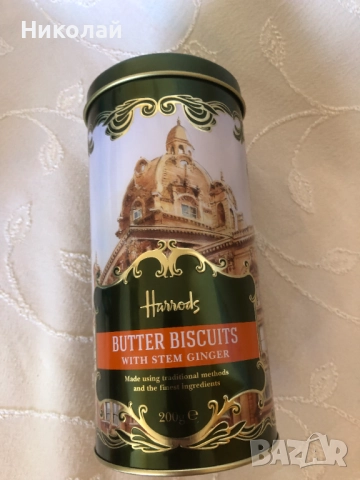 Николай
Harrods
BUTTER BISCUITS
WITH STEM GINGER
Made using traditional methods
and the finest ingredients
200g ℮
BAZAR